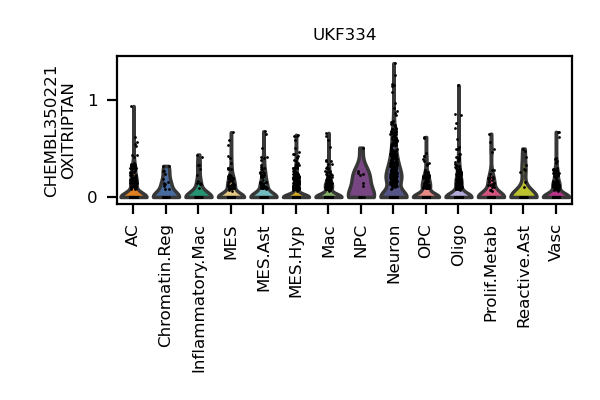 UKF334
CHEMBL350221
OXITRIPTAN
1
0
AC
Chromatin.Reg
Inflammatory.Mac
MES
MES.Ast
MES.Hyp
Mac
NPC
Neuron
OPC
Oligo
Prolif.Metab
Reactive.Ast
Vasc